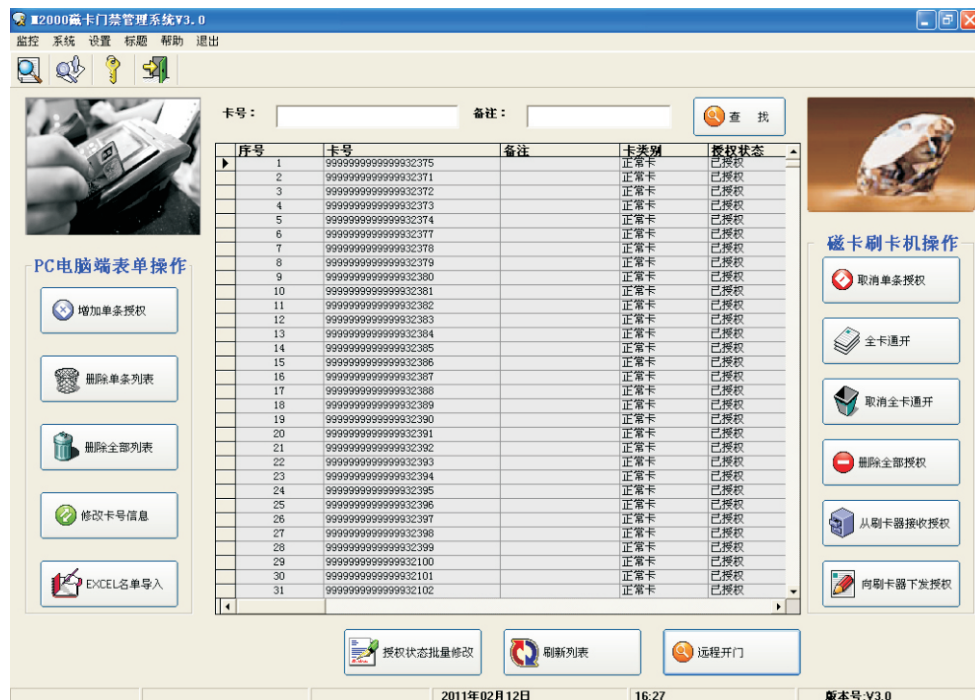 M2000磁卡门禁管理系统V3.0
监控 系统 设置 标题 帮助 退出
卡号： 备注： 查 找
PC电脑端表单操作
增加单条授权
删除单条列表
删除全部列表
修改卡号信息
EXCEL名单导入
序号 卡号 备注 卡类别 授权状态
1 9999999999999932375 正常卡 已授权
2 9999999999999932371 正常卡 已授权
3 9999999999999932372 正常卡 已授权
4 9999999999999932373 正常卡 已授权
5 9999999999999932374 正常卡 已授权
6 9999999999999932377 正常卡 已授权
7 9999999999999932378 正常卡 已授权
8 9999999999999932379 正常卡 已授权
9 9999999999999932380 正常卡 已授权
10 9999999999999932381 正常卡 已授权
11 9999999999999932382 正常卡 已授权
12 9999999999999932383 正常卡 已授权
13 9999999999999932384 正常卡 已授权
14 9999999999999932385 正常卡 已授权
15 9999999999999932386 正常卡 已授权
16 9999999999999932387 正常卡 已授权
17 9999999999999932388 正常卡 已授权
18 9999999999999932389 正常卡 已授权
19 9999999999999932390 正常卡 已授权
20 9999999999999932391 正常卡 已授权
21 9999999999999932392 正常卡 已授权
22 9999999999999932393 正常卡 已授权
23 9999999999999932394 正常卡 已授权
24 9999999999999932395 正常卡 已授权
25 9999999999999932396 正常卡 已授权
26 9999999999999932397 正常卡 已授权
27 9999999999999932398 正常卡 已授权
28 9999999999999932399 正常卡 已授权
29 9999999999999932100 正常卡 已授权
30 9999999999999932101 正常卡 已授权
31 9999999999999932102 正常卡 已授权
磁卡刷卡机操作
取消单条授权
全卡通开
取消全卡通开
删除全部授权
从刷卡器接收授权
向刷卡器下发授权
授权状态批量修改 刷新列表 远程开门
2011年02月12日 16:27 版本号:V3.0